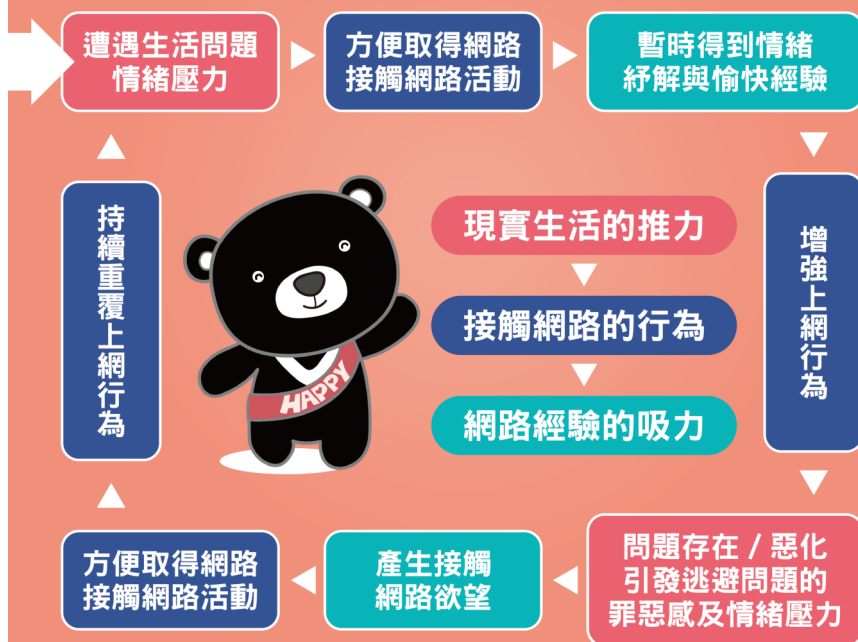 遭遇生活問題
情緒壓力
方便取得網路
接觸網路活動
暫時得到情緒
紓解與愉快經驗
增強上網行為
問題存在 / 惡化
引發逃避問題的
罪惡感及情緒壓力
產生接觸
網路欲望
方便取得網路
接觸網路活動
持續重覆上網行為
現實生活的推力
接觸網路的行為
網路經驗的吸力
HAPPY